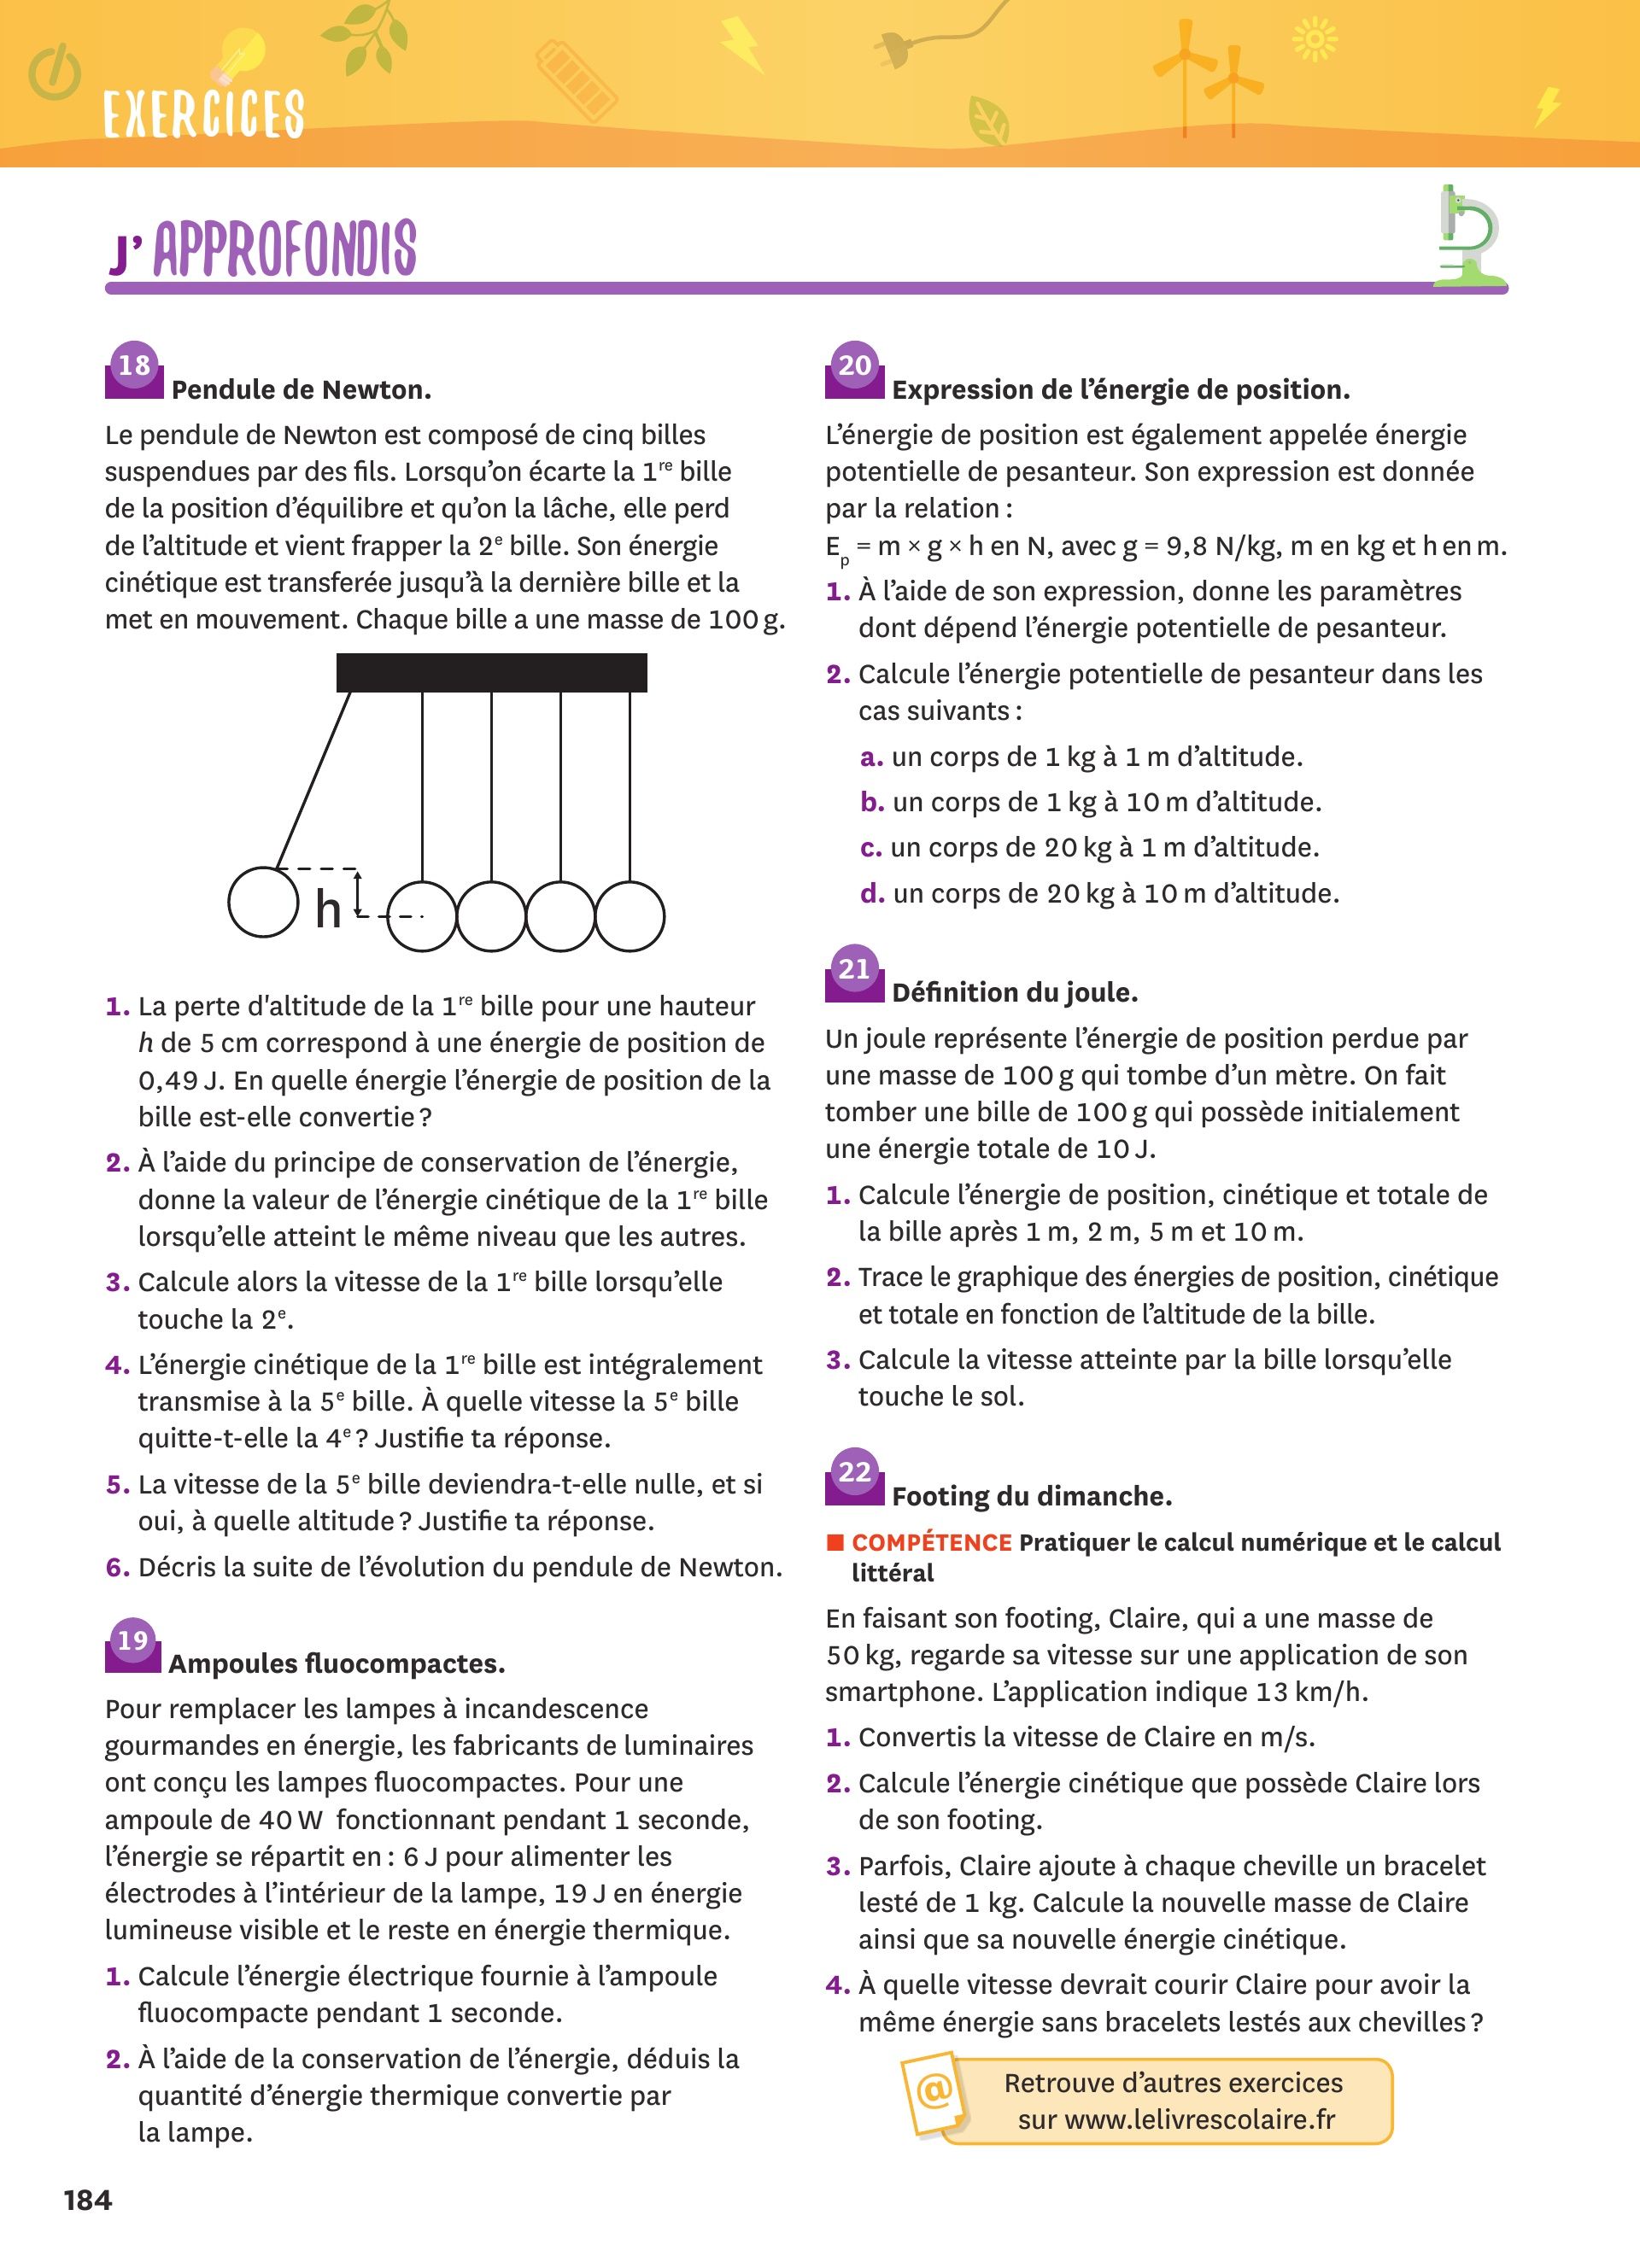 EXERCICES
J’APPROFONDIS
18
Pendule de Newton.
Le pendule de Newton est composé de cinq billes
suspendues par des fils. Lorsqu’on écarte la 1re bille
de la position d’équilibre et qu’on la lâche, elle perd
de l’altitude et vient frapper la 2e bille. Son énergie
cinétique est transferée jusqu’à la dernière bille et la
met en mouvement. Chaque bille a une masse de 100 g.
h
1. La perte d'altitude de la 1re bille pour une hauteur
h de 5 cm correspond à une énergie de position de
0,49 J. En quelle énergie l’énergie de position de la
bille est-elle convertie ?
2. À l’aide du principe de conservation de l’énergie,
donne la valeur de l’énergie cinétique de la 1re bille
lorsqu’elle atteint le même niveau que les autres.
3. Calcule alors la vitesse de la 1re bille lorsqu’elle
touche la 2e.
4. L’énergie cinétique de la 1re bille est intégralement
transmise à la 5e bille. À quelle vitesse la 5e bille
quitte-t-elle la 4e ? Justifie ta réponse.
5. La vitesse de la 5e bille deviendra-t-elle nulle, et si
oui, à quelle altitude ? Justifie ta réponse.
6. Décris la suite de l’évolution du pendule de Newton.
19
Ampoules fluocompactes.
Pour remplacer les lampes à incandescence
gourmandes en énergie, les fabricants de luminaires
ont conçu les lampes fluocompactes. Pour une
ampoule de 40 W fonctionnant pendant 1 seconde,
l’énergie se répartit en : 6 J pour alimenter les
électrodes à l’intérieur de la lampe, 19 J en énergie
lumineuse visible et le reste en énergie thermique.
1. Calcule l’énergie électrique fournie à l’ampoule
fluocompacte pendant 1 seconde.
2. À l’aide de la conservation de l’énergie, déduis la
quantité d’énergie thermique convertie par
la lampe.
20
Expression de l’énergie de position.
L’énergie de position est également appelée énergie
potentielle de pesanteur. Son expression est donnée
par la relation :
Ep = m × g × h en N, avec g = 9,8 N/kg, m en kg et h en m.
1. À l’aide de son expression, donne les paramètres
dont dépend l’énergie potentielle de pesanteur.
2. Calcule l’énergie potentielle de pesanteur dans les
cas suivants :
a. un corps de 1 kg à 1 m d’altitude.
b. un corps de 1 kg à 10 m d’altitude.
c. un corps de 20 kg à 1 m d’altitude.
d. un corps de 20 kg à 10 m d’altitude.
21
Définition du joule.
Un joule représente l’énergie de position perdue par
une masse de 100 g qui tombe d’un mètre. On fait
tomber une bille de 100 g qui possède initialement
une énergie totale de 10 J.
1. Calcule l’énergie de position, cinétique et totale de
la bille après 1 m, 2 m, 5 m et 10 m.
2. Trace le graphique des énergies de position, cinétique
et totale en fonction de l’altitude de la bille.
3. Calcule la vitesse atteinte par la bille lorsqu’elle
touche le sol.
22
Footing du dimanche.
COMPÉTENCE Pratiquer le calcul numérique et le calcul
littéral
En faisant son footing, Claire, qui a une masse de
50 kg, regarde sa vitesse sur une application de son
smartphone. L’application indique 13 km/h.
1. Convertis la vitesse de Claire en m/s.
2. Calcule l’énergie cinétique que possède Claire lors
de son footing.
3. Parfois, Claire ajoute à chaque cheville un bracelet
lesté de 1 kg. Calcule la nouvelle masse de Claire
ainsi que sa nouvelle énergie cinétique.
4. À quelle vitesse devrait courir Claire pour avoir la
même énergie sans bracelets lestés aux chevilles ?
@
Retrouve d’autres exercices
sur www.lelivrescolaire.fr
184